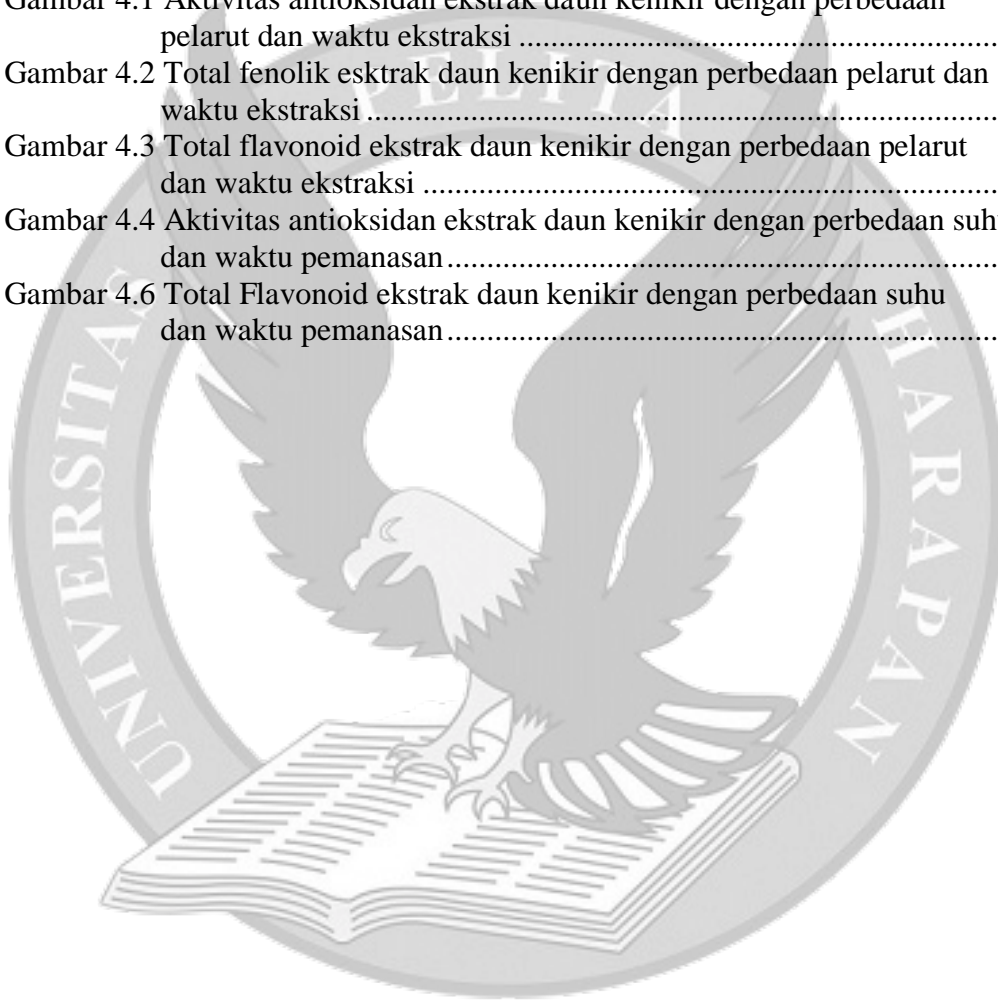 Gambar 4.1 Aktivitas antioksidan ekstrak daun kenikir dengan perbedaan
pelarut dan waktu ekstraksi ..........................................................
Gambar 4.2 Total fenolik esktrak daun kenikir dengan perbedaan pelarut dan
waktu ekstraksi ..............................................................................
Gambar 4.3 Total flavonoid ekstrak daun kenikir dengan perbedaan pelarut
dan waktu ekstraksi .......................................................................
Gambar 4.4 Aktivitas antioksidan ekstrak daun kenikir dengan perbedaan suhu
dan waktu pemanasan ....................................................................
Gambar 4.6 Total Flavonoid ekstrak daun kenikir dengan perbedaan suhu
dan waktu pemanasan ....................................................................
UNIVERSITAS PELITA HARAPAN